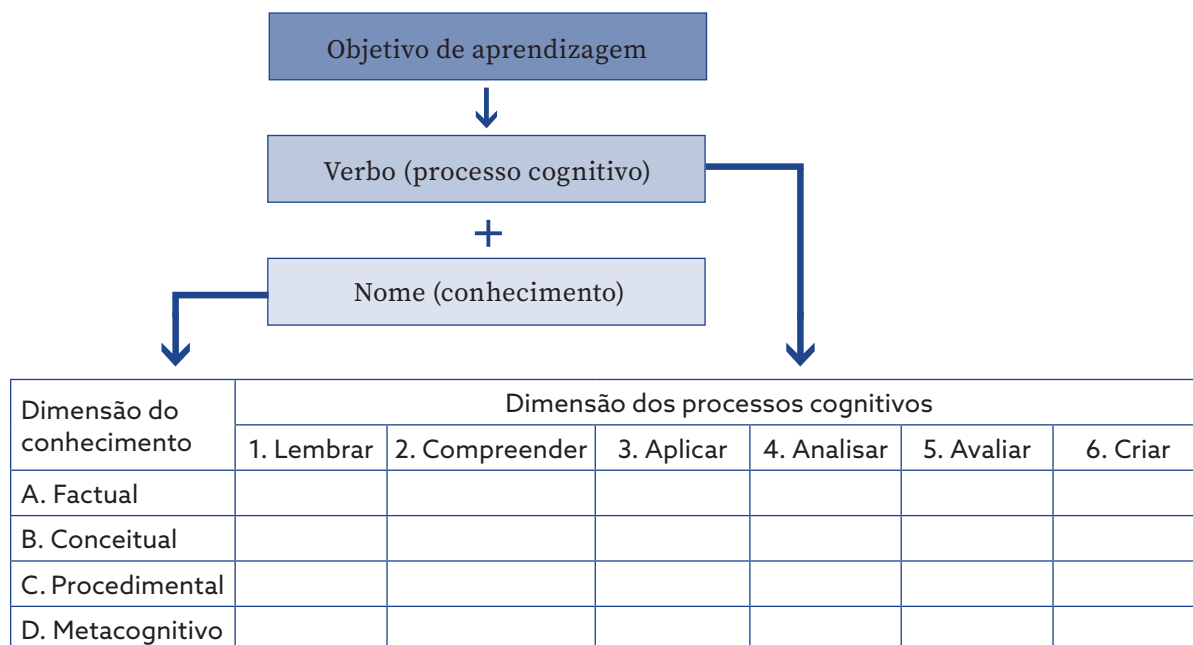 Objetivo de aprendizagem
Verbo (processo cognitivo)
+
Nome (conhecimento)
Dimensão do
conhecimento
Dimensão dos processos cognitivos
1. Lembrar 2. Compreender 3. Aplicar 4. Analisar 5. Avaliar 6. Criar
A. Factual
B. Conceitual
C. Procedimental
D. Metacognitivo